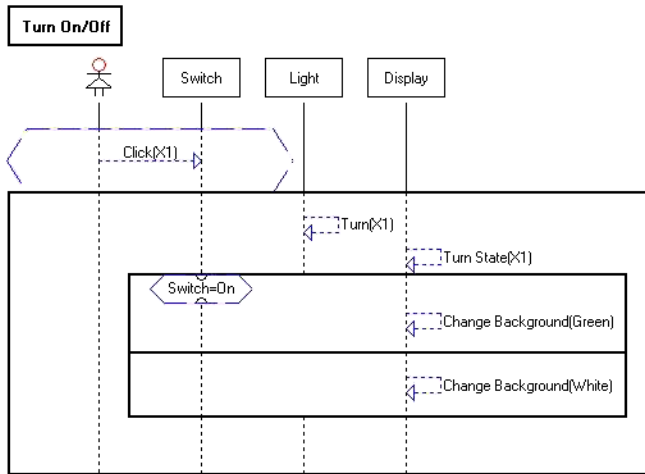 Turn On/Off
Switch
Light
Display
Click(X1)
Turn(X1)
Turn State(X1)
Switch=On
Change Background(Green)
Change Background(White)